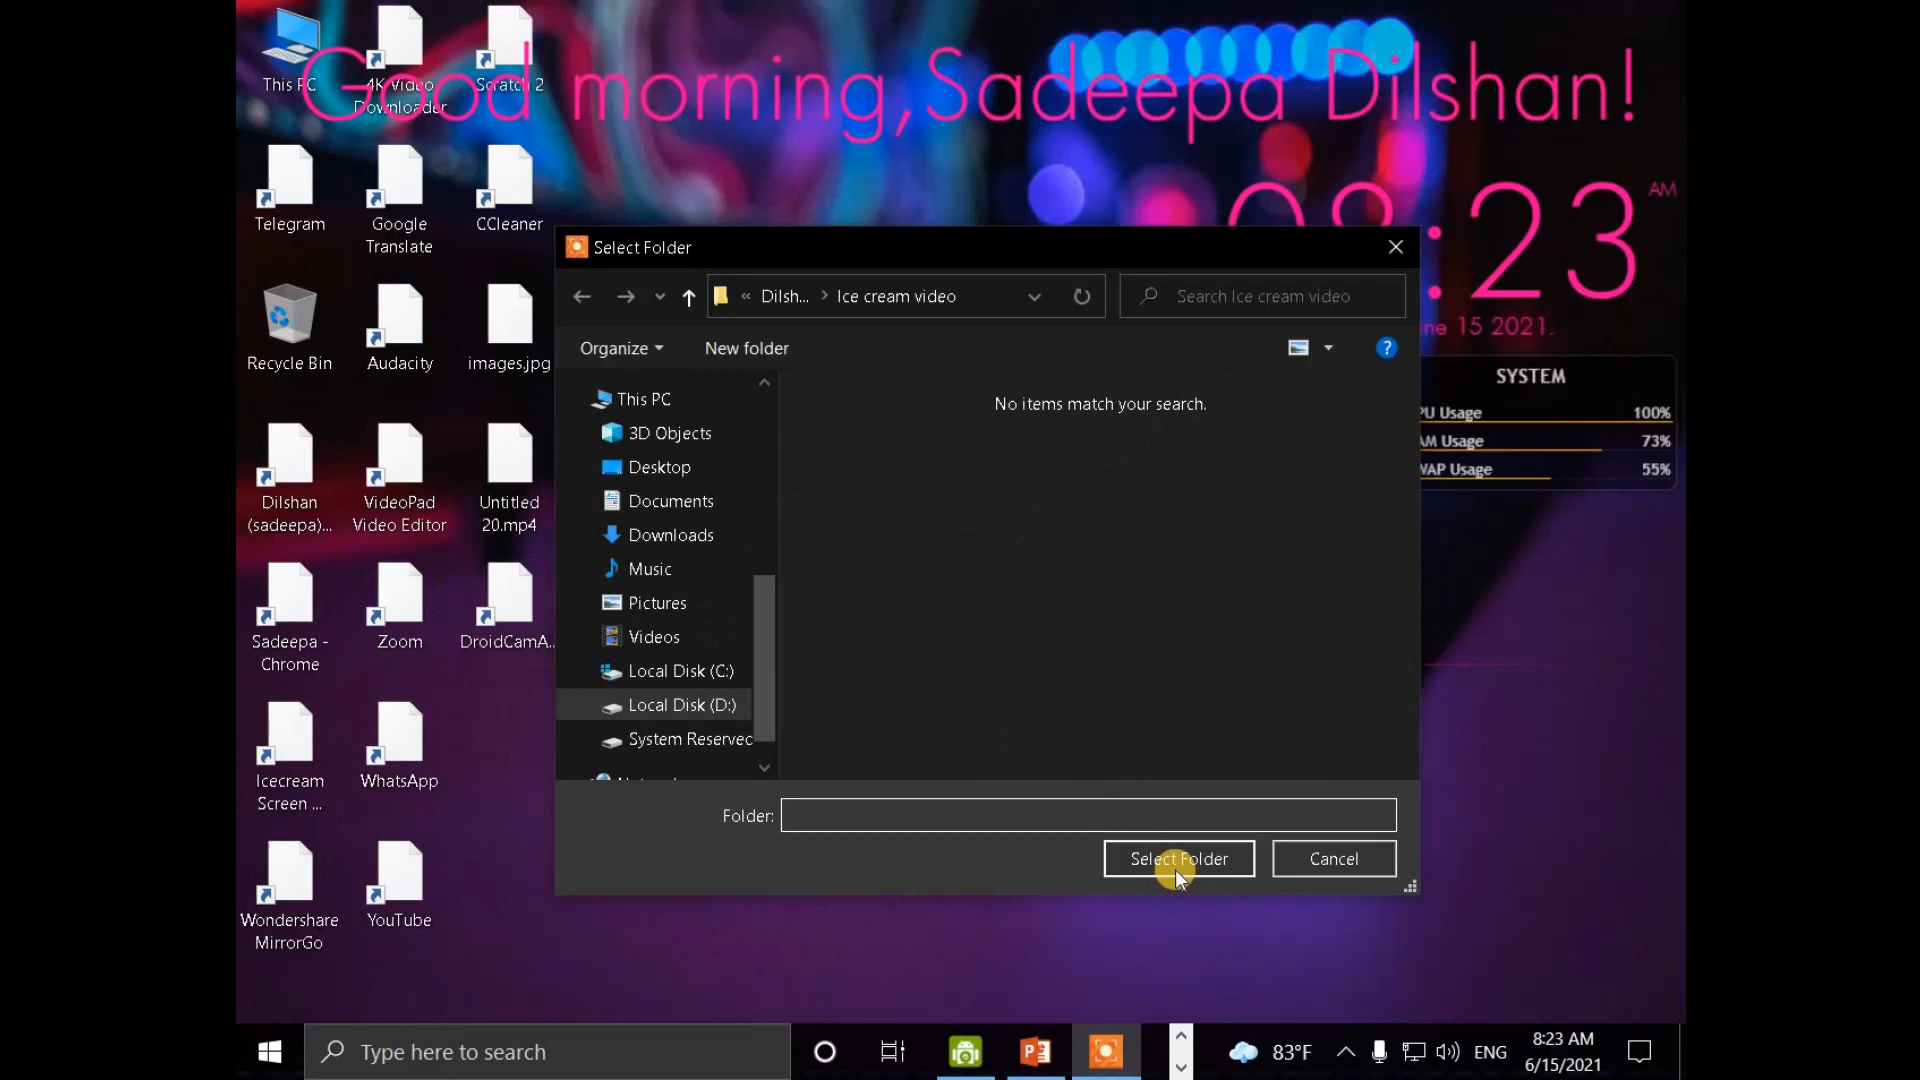 Good morning,Sadeepa Dilshan!
:23 AM
ne 15 2021.
This PC
4K Video
Downloader
Scratch 2
Telegram
Google
Translate
CCleaner
Recycle Bin
Audacity
images.jpg
Dilshan
(sadeepa)...
VideoPad
Video Editor
Untitled
20.mp4
Sadeepa -
Chrome
Zoom
DroidCamA...
Icecream
Screen ...
WhatsApp
Wondershare
MirrorGo
YouTube
Select Folder
« Dilsh... > Ice cream video
Search Ice cream video
Organize
New folder
?
This PC
3D Objects
Desktop
Documents
Downloads
Music
Pictures
Videos
Local Disk (C:)
Local Disk (D:)
System Reserved
No items match your search.
Folder:
Select Folder
Cancel
SYSTEM
PU Usage 100%
AM Usage 73%
WAP Usage 55%
Type here to search
83°F
ENG
8:23 AM
6/15/2021